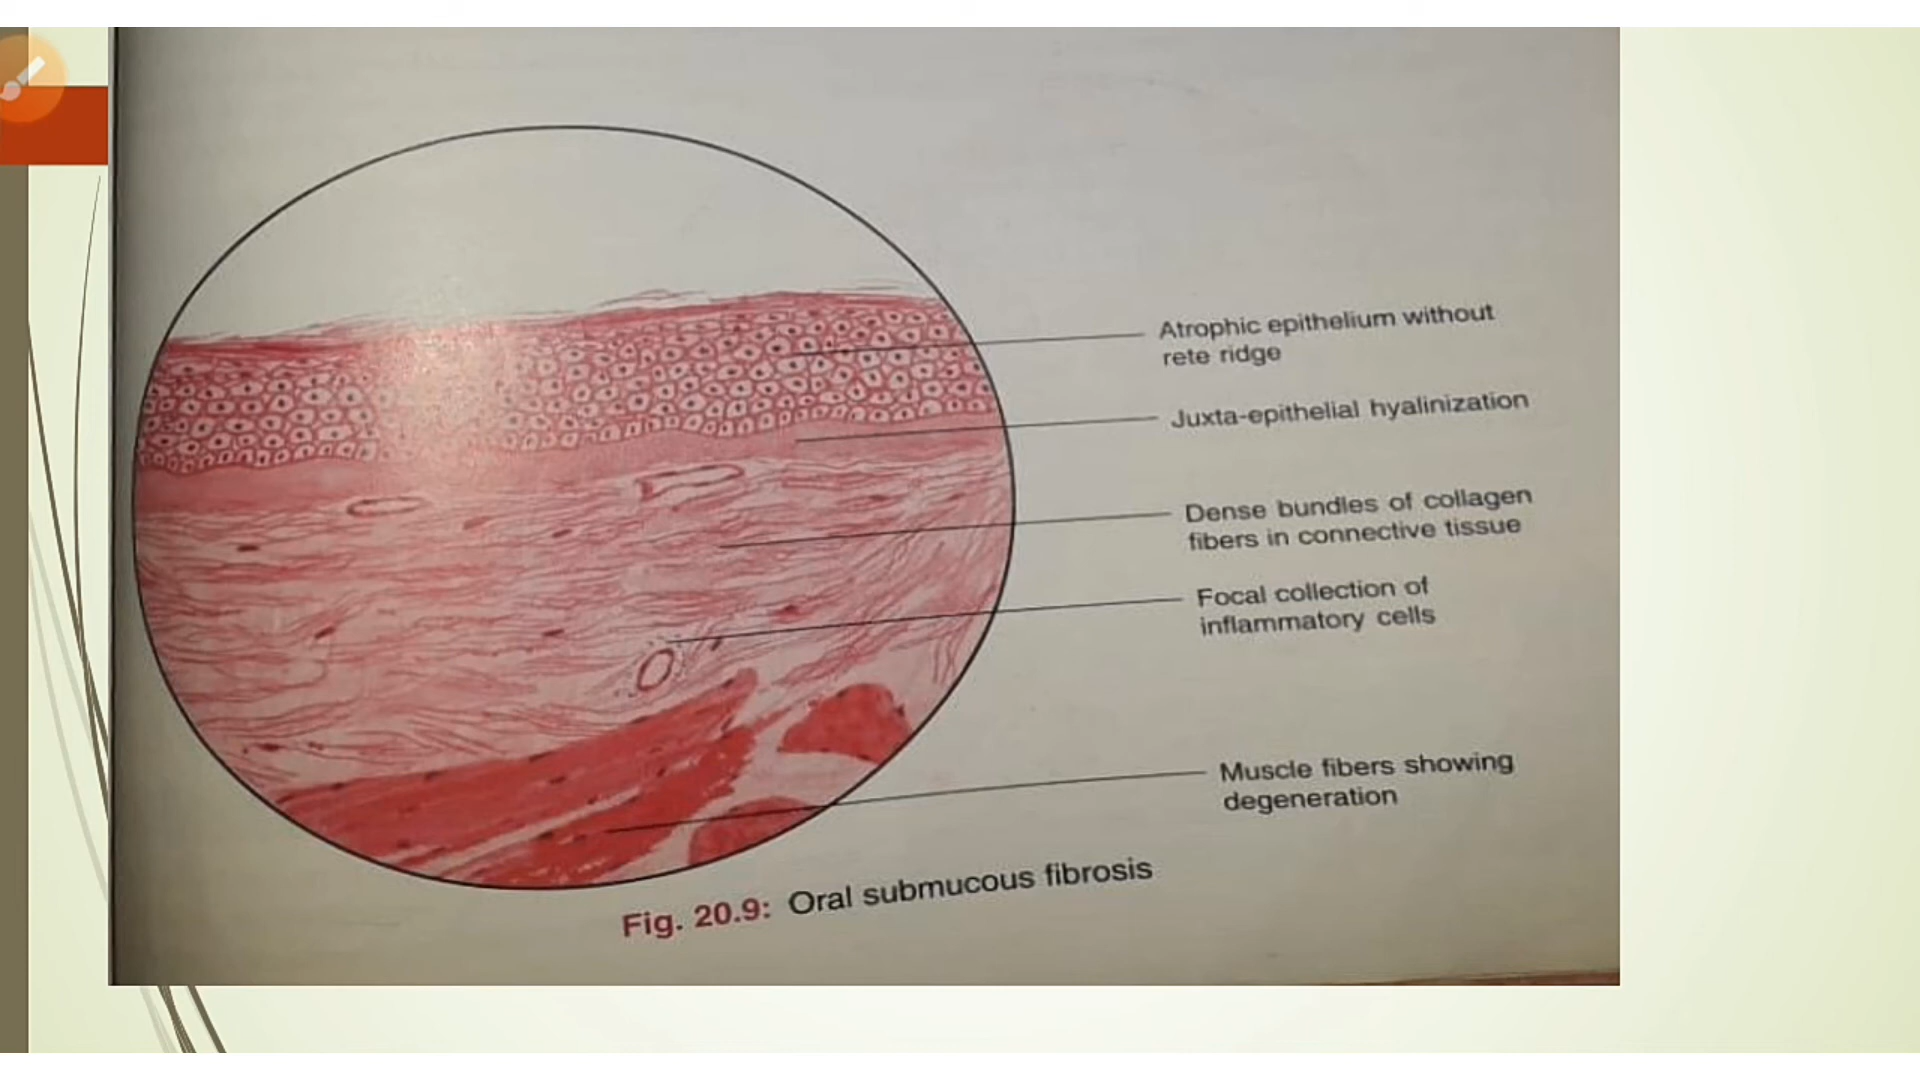 Atrophic epithelium without
rete ridge
Juxta-epithelial hyalinization
Dense bundles of collagen
fibers in connective tissue
Focal collection of
inflammatory cells
Muscle fibers showing
degeneration
Fig. 20.9: Oral submucous fibrosis